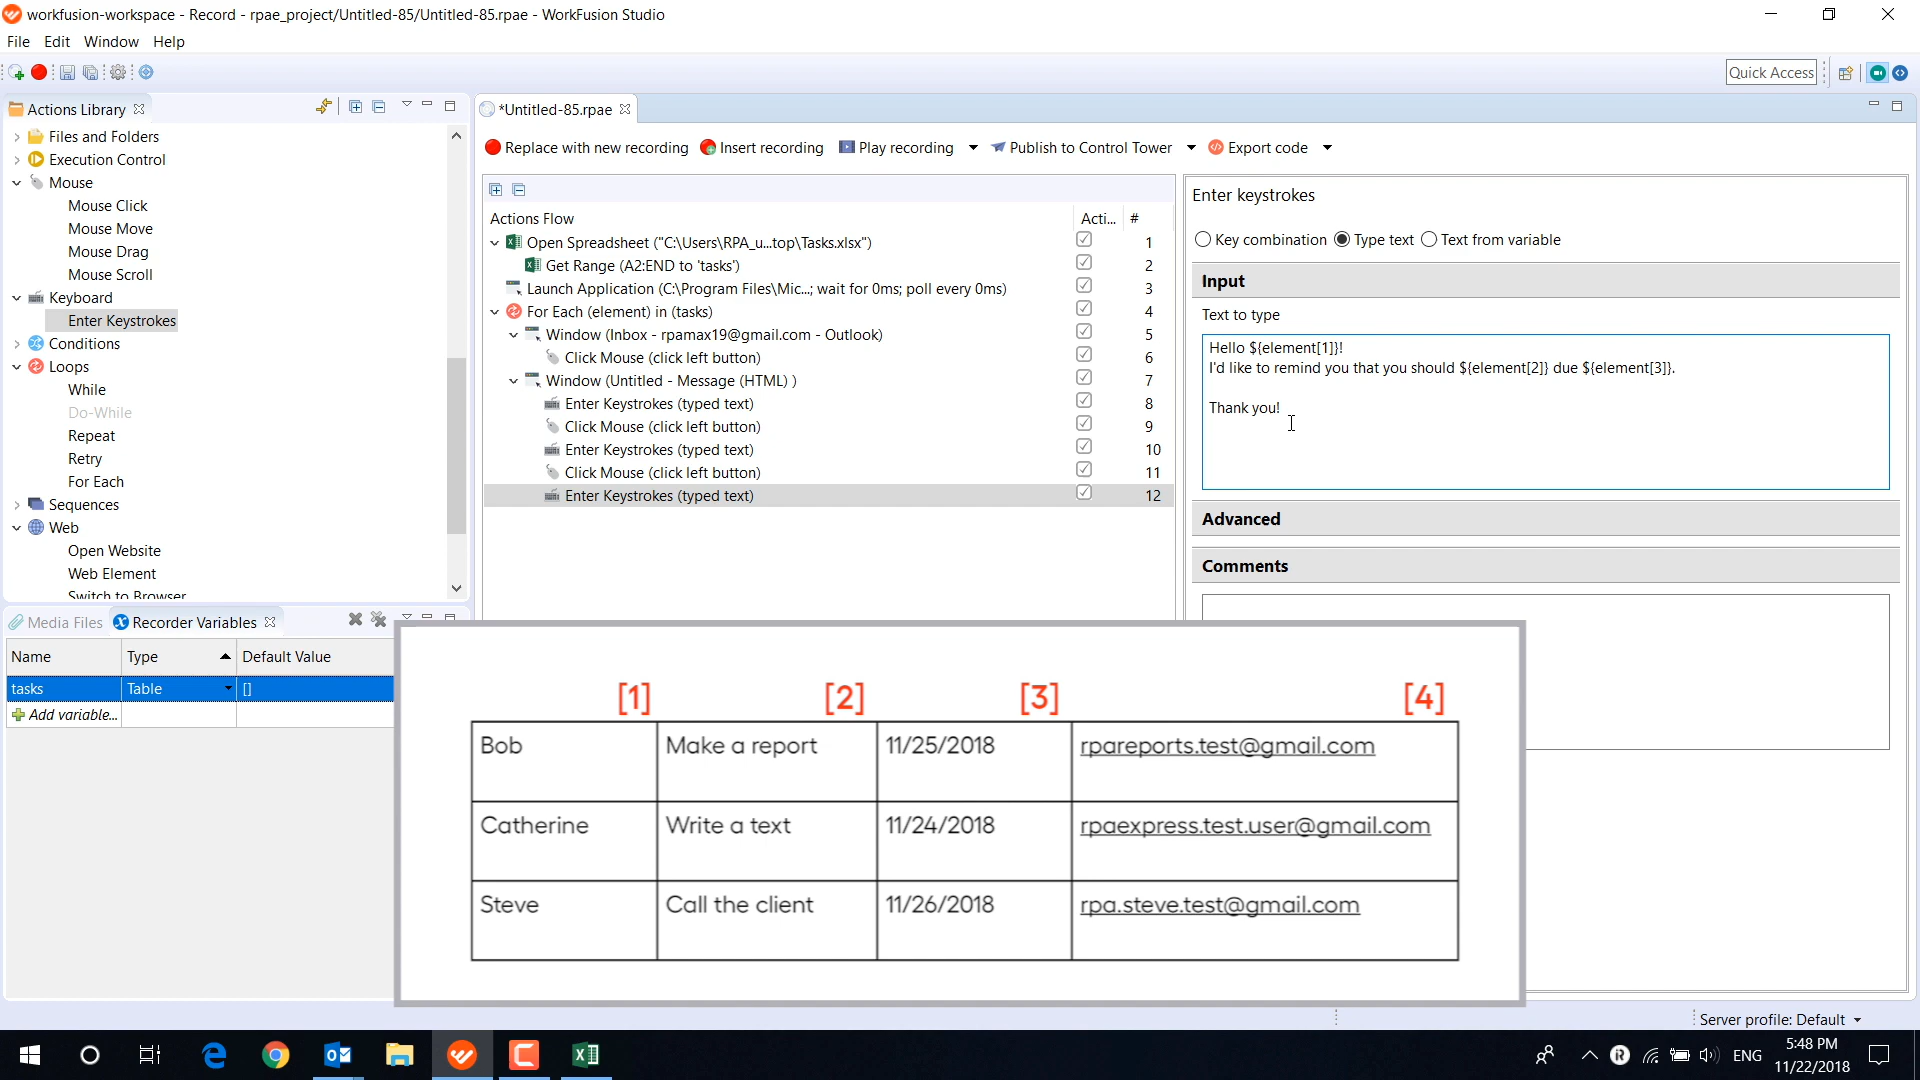 workfusion-workspace - Record - rpae_project/Untitled-85/Untitled-85.rpae - WorkFusion Studio
File Edit Window Help
Quick Access
Actions Library
Files and Folders
Execution Control
Mouse
Mouse Click
Mouse Move
Mouse Drag
Mouse Scroll
Keyboard
Enter Keystrokes
Conditions
Loops
While
Do-While
Repeat
Retry
For Each
Sequences
Web
Open Website
Web Element
Switch to Browser
*Untitled-85.rpae
Replace with new recording Insert recording Play recording Publish to Control Tower Export code
Actions Flow Acti... #
Open Spreadsheet ("C:\Users\RPA_u...top\Tasks.xlsx") 1
Get Range (A2:END to 'tasks') 2
Launch Application (C:\Program Files\Mic...; wait for 0ms; poll every 0ms) 3
For Each (element) in (tasks) 4
Window (Inbox - rpamax19@gmail.com - Outlook) 5
Click Mouse (click left button) 6
Window (Untitled - Message (HTML) ) 7
Enter Keystrokes (typed text) 8
Click Mouse (click left button) 9
Enter Keystrokes (typed text) 10
Click Mouse (click left button) 11
Enter Keystrokes (typed text) 12
Enter keystrokes
Key combination Type text Text from variable
Input
Text to type
Hello ${element[1]}!
I'd like to remind you that you should ${element[2]} due ${element[3]}.
Thank you!
Advanced
Comments
Media Files Recorder Variables
Name Type Default Value
tasks Table []
Add variable...
[1] [2] [3] [4]
Bob Make a report 11/25/2018 rpareports.test@gmail.com
Catherine Write a text 11/24/2018 rpaexpress.test.user@gmail.com
Steve Call the client 11/26/2018 rpa.steve.test@gmail.com
Server profile: Default
ENG
5:48 PM
11/22/2018